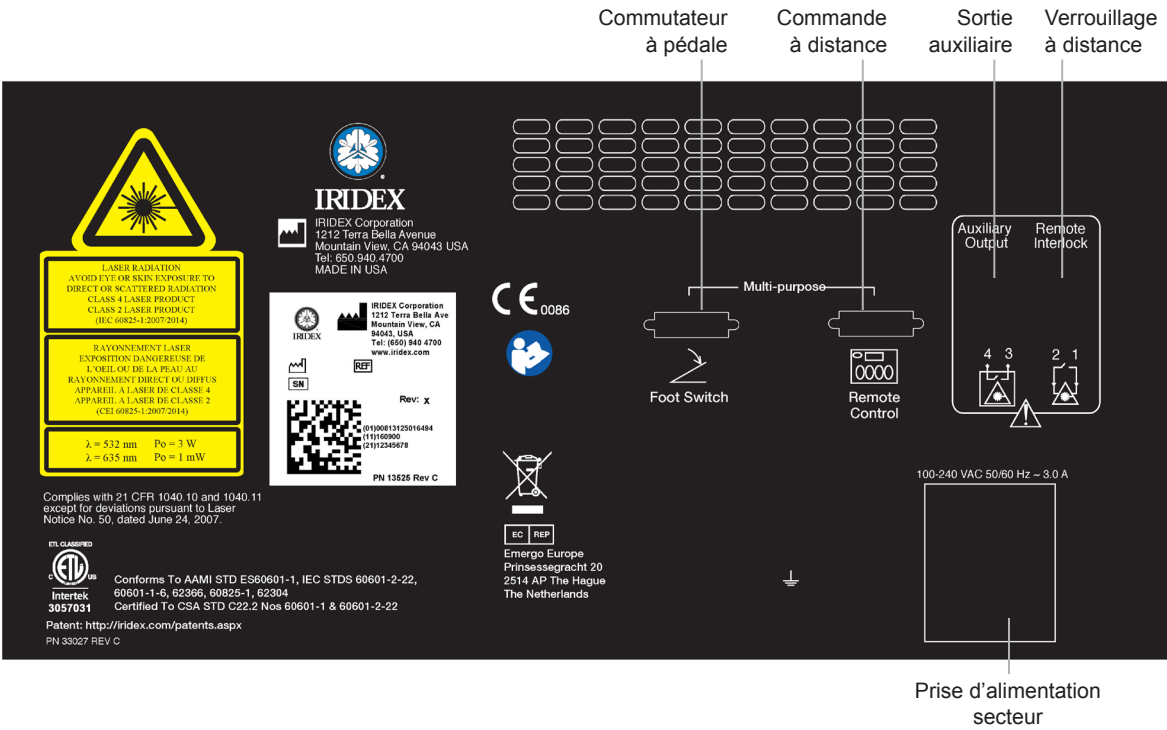 Commutateur
à pédale
Commande
à distance
Sortie
auxiliaire
Verrouillage
à distance
LASER RADIATION
AVOID EYE OR SKIN EXPOSURE TO
DIRECT OR SCATTERED RADIATION
CLASS 4 LASER PRODUCT
CLASS 2 LASER PRODUCT
(IEC 60825-1:2007/2014)
RAYONNEMENT LASER
EXPOSITION DANGEREUSE DE
L'OEIL OU DE LA PEAU AU
RAYONNEMENT DIRECT OU DIFFUS
APPAREIL A LASER DE CLASSE 4
APPAREIL A LASER DE CLASSE 2
(CEI 60825-1:2007/2014)
λ = 532 nm Po = 3 W
λ = 635 nm Po = 1 mW
Complies with 21 CFR 1040.10 and 1040.11
except for deviations pursuant to Laser
Notice No. 50, dated June 24, 2007.
ETL CLASSIFIED
C ETL US
Intertek
3057031
Conforms To AAMI STD ES60601-1, IEC STDS 60601-2-22,
60601-1-6, 62366, 60825-1, 62304
Certified To CSA STD C22.2 Nos 60601-1 & 60601-2-22
Patent: http://iridex.com/patents.aspx
PN 33027 REV C
®
IRIDEX
IRIDEX Corporation
1212 Terra Bella Avenue
Mountain View, CA 94043 USA
Tel: 650.940.4700
MADE IN USA
IRIDEX
IRIDEX Corporation
1212 Terra Bella Ave
Mountain View, CA
94043, USA
Tel: (650) 940 4700
www.iridex.com
REF
SN
Rev: x
(01)00813125016494
(11)160900
(21)12345678
PN 13525 Rev C
CE 0086
EC REP
Emergo Europe
Prinsessegracht 20
2514 AP The Hague
The Netherlands
Multi-purpose
Foot Switch
0000
Remote
Control
Auxiliary
Output
Remote
Interlock
4 3
2 1
100-240 VAC 50/60 Hz ~ 3.0 A
Prise d'alimentation
secteur